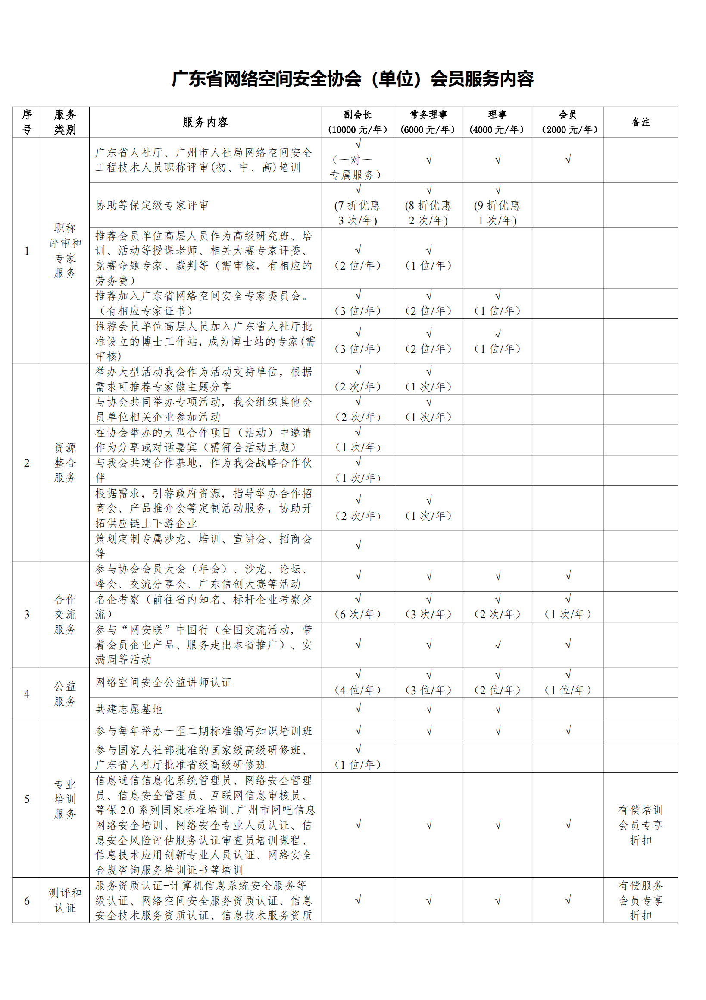 广东省网络空间安全协会（单位）会员服务内容
序号
服务类别
服务内容
副会长
(10000 元/年）
常务理事
(6000 元/年）
理事
(4000 元/年）
会员
（2000 元/年）
备注
1
职称
评审和
专家
服务
广东省人社厅、广州市人社局网络空间安全
工程技术人员职称评审(初、中、高)培训
√
（一对一
专属服务）
√
√
√
协助等保定级专家评审
√
(7 折优惠
3 次/年)
√
(8 折优惠
2 次/年)
√
(9 折优惠
1 次/年)
推荐会员单位高层人员作为高级研究班、培
训、活动等授课老师、相关大赛专家评委、
竞赛命题专家、裁判等（需审核，有相应的
劳务费）
√
（2 位/年）
√
（1 位/年）
推荐加入广东省网络空间安全专家委员会。
（有相应专家证书）
√
（3 位/年）
√
（2 位/年）
√
（1 位/年）
推荐会员单位高层人员加入广东省人社厅批
准设立的博士工作站，成为博士站的专家(需
审核)
√
（3 位/年）
√
（2 位/年）
√
（1 位/年）
2
资源
整合
服务
举办大型活动我会作为活动支持单位，根据
需求可推荐专家做主题分享
√
（2 次/年）
√
（1 次/年）
与协会共同举办专项活动，我会组织其他会
员单位相关企业参加活动
√
（2 次/年）
√
（1 次/年）
在协会举办的大型合作项目（活动）中邀请
作为分享或对话嘉宾（需符合活动主题）
√
（1 次/年）
与我会共建合作基地，作为我会战略合作伙
伴
√
（1 次/年）
根据需求，引荐政府资源，指导举办合作招
商会、产品推介会等定制活动服务，协助开
拓供应链上下游企业
√
（2 次/年）
√
（1 次/年）
策划定制专属沙龙、培训、宣讲会、招商会
等
√
3
合作
交流
服务
参与协会会员大会（年会）、沙龙、论坛、
峰会、交流分享会、广东信创大赛等活动
√
√
√
√
名企考察（前往省内知名、标杆企业考察交
流）
√
（6 次/年）
√
（3 次/年）
√
（2 次/年）
√
（1 次/年）
参与“网安联”中国行（全国交流活动，带
着会员企业产品、服务走出本省推广）、安
满周等活动
√
√
√
√
4
公益
服务
网络空间安全公益讲师认证
√
（4 位/年）
√
（3 位/年）
√
（2 位/年）
√
（1 位/年）
共建志愿基地
√
√
√
5
专业
培训
服务
参与每年举办一至二期标准编写知识培训班
√
√
√
√
参与国家人社部批准的国家级高级研修班、
广东省人社厅批准省级高级研修班
√
（1 位/年）
信息通信信息化系统管理员、网络安全管理
员、信息安全管理员、互联网信息审核员、
等保 2.0 系列国家标准培训、广州市网吧信息
网络安全培训、网络安全专业人员认证、信
息安全风险评估服务认证审查员培训课程、
信息技术应用创新专业人员认证、网络安全
合规咨询服务培训证书等培训
√
√
√
√
有偿培训
会员专享
折扣
6
测评和
认证
服务资质认证-计算机信息系统安全服务等
级认证、网络空间安全服务资质认证、信息
安全技术服务资质认证、信息技术服务资质
√
√
√
√
有偿服务
会员专享
折扣